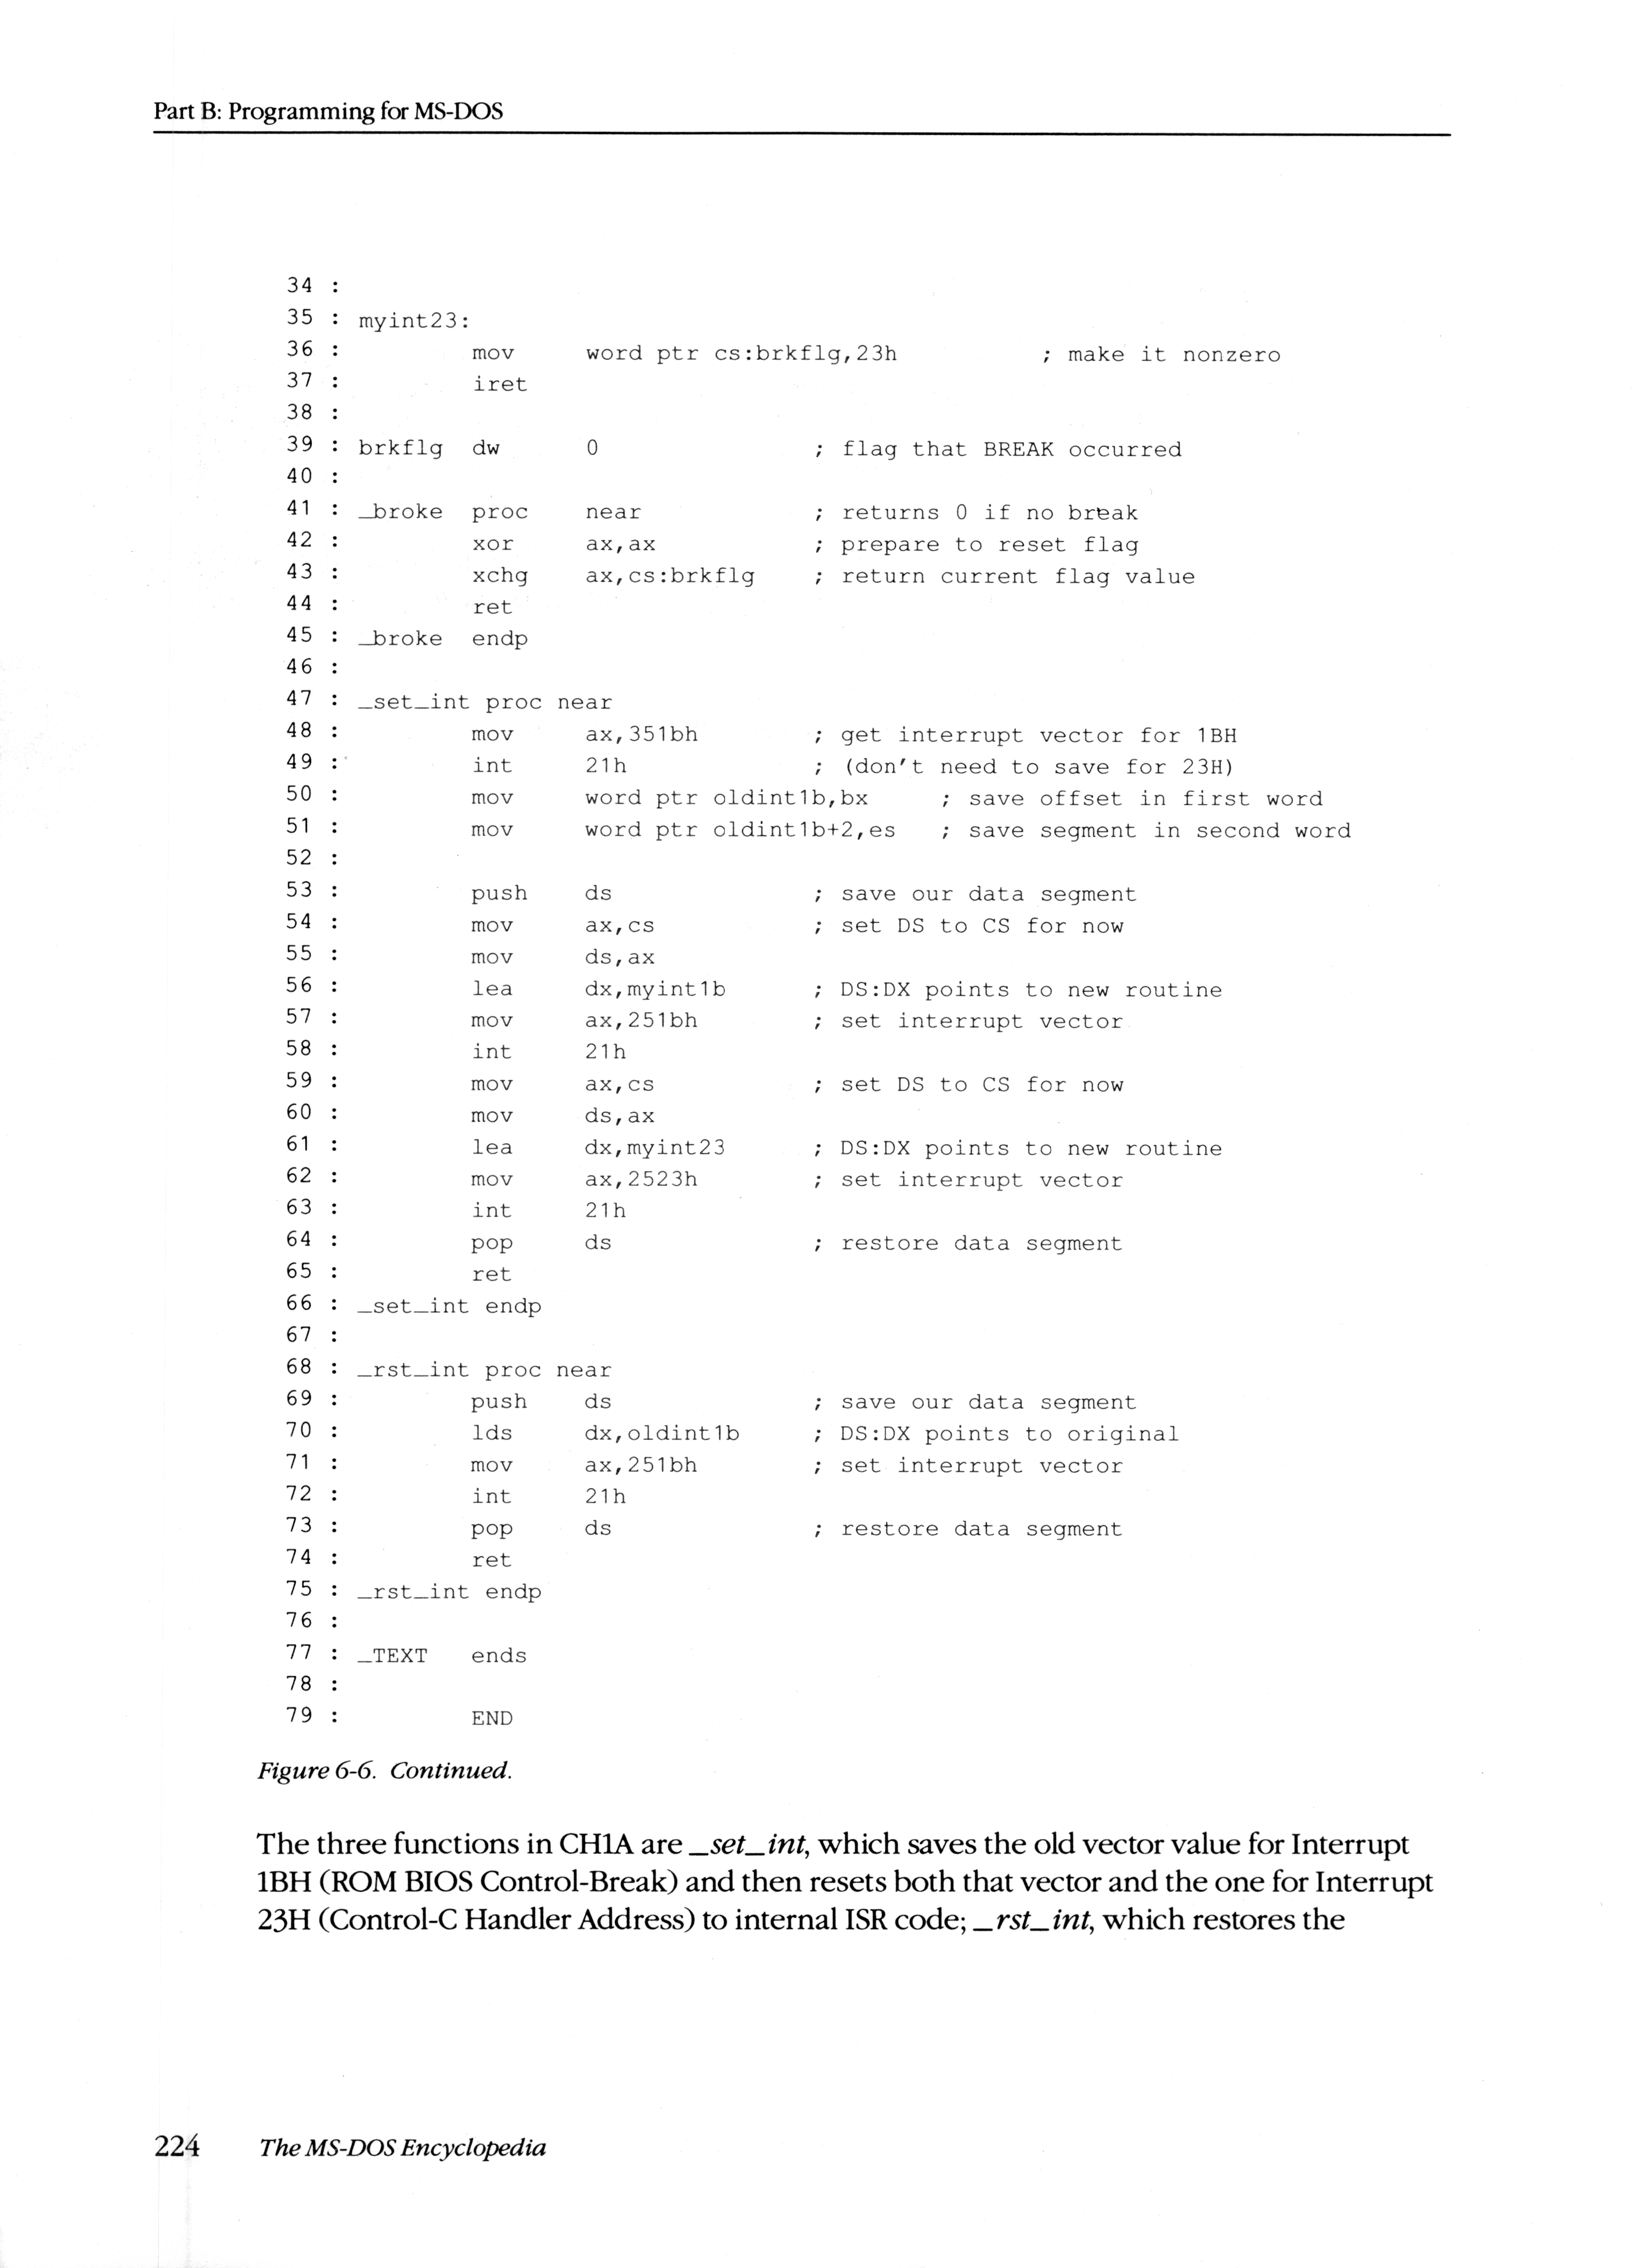 Part B: Programming for MS-DOS
34 :
35 : myint23:
36 :         mov     word ptr cs:brkflg,23h          ; make it nonzero
37 :         iret
38 :
39 : brkflg  dw      0               ; flag that BREAK occurred
40 :
41 : _broke  proc    near            ; returns 0 if no break
42 :         xor     ax,ax           ; prepare to reset flag
43 :         xchg    ax,cs:brkflg    ; return current flag value
44 :         ret
45 : _broke  endp
46 :
47 : _set_int proc near
48 :         mov     ax,351bh        ; get interrupt vector for 1BH
49 :         int     21h             ; (don't need to save for 23H)
50 :         mov     word ptr oldint1b,bx     ; save offset in first word
51 :         mov     word ptr oldint1b+2,es   ; save segment in second word
52 :
53 :         push    ds              ; save our data segment
54 :         mov     ax,cs           ; set DS to CS for now
55 :         mov     ds,ax
56 :         lea     dx,myint1b      ; DS:DX points to new routine
57 :         mov     ax,251bh        ; set interrupt vector
58 :         int     21h
59 :         mov     ax,cs           ; set DS to CS for now
60 :         mov     ds,ax
61 :         lea     dx,myint23      ; DS:DX points to new routine
62 :         mov     ax,2523h        ; set interrupt vector
63 :         int     21h
64 :         pop     ds              ; restore data segment
65 :         ret
66 : _set_int endp
67 :
68 : _rst_int proc near
69 :         push    ds              ; save our data segment
70 :         lds     dx,oldint1b     ; DS:DX points to original
71 :         mov     ax,251bh        ; set interrupt vector
72 :         int     21h
73 :         pop     ds              ; restore data segment
74 :         ret
75 : _rst_int endp
76 :
77 : _TEXT   ends
78 :
79 :         END
Figure 6-6. Continued.
The three functions in CH1A are _set_int, which saves the old vector value for Interrupt
1BH (ROM BIOS Control-Break) and then resets both that vector and the one for Interrupt
23H (Control-C Handler Address) to internal ISR code; _rst_int, which restores the
224 The MS-DOS Encyclopedia